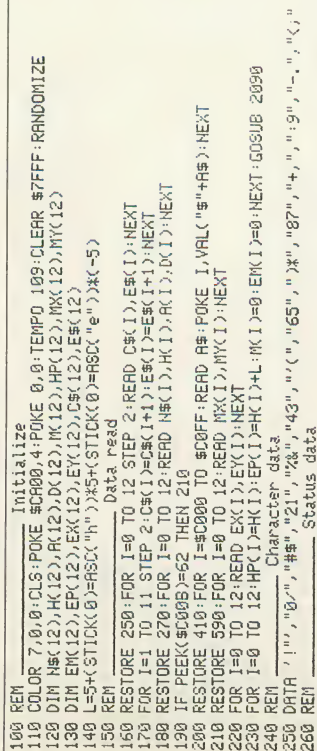 100 REM ______ Initialize
110 COLOR 7,0,0:CLS:POKE $CA00,4:POKE 0,0:TEMPO 109:CLEAR $7FFF:RANDOMIZE
120 DIM N$(12),H(12),A(12),D(12),M(12),HP(12),MX(12),MY(12)
130 DIM EM(12),EP(12),EX(12),EY(12),C$(12),E$(12)
140 L=5+(STICK(0)=ASC("h"))*5+(STICK(0)=ASC("e"))*(-5)
150 REM ______ Data read
160 RESTORE 250:FOR I=0 TO 12 STEP 2:READ C$(I),E$(I):NEXT
170 FOR I=1 TO 11 STEP 2:C$(I)=C$(I+1):E$(I)=E$(I+1):NEXT
180 RESTORE 270:FOR I=0 TO 12:READ N$(I),H(I),A(I),D(I):NEXT
190 IF PEEK($C00B)=62 THEN 210
200 RESTORE 410:FOR I=$C000 TO $C0FF:READ A$:POKE I,VAL("$"+A$):NEXT
210 RESTORE 590:FOR I=0 TO 12:READ MX(I),MY(I):NEXT
220 FOR I=0 TO 12:READ EX(I),EY(I):NEXT
230 FOR I=0 TO 12:HP(I)=H(I):EP(I)=H(I)+L:M(I)=0:EM(I)=0:NEXT:GOSUB 2090
240 REM ______ Character data
250 DATA "!","0/","#$","21","%&","43","'(","65",")*","87","+,",":9","-.","<;"
260 REM ______ Status data